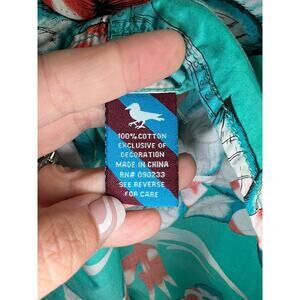 100% COTTON
EXCLUSIVE OF
DECORATION
MADE IN CHINA
RN# 090233
SEE REVERSE
FOR CARE